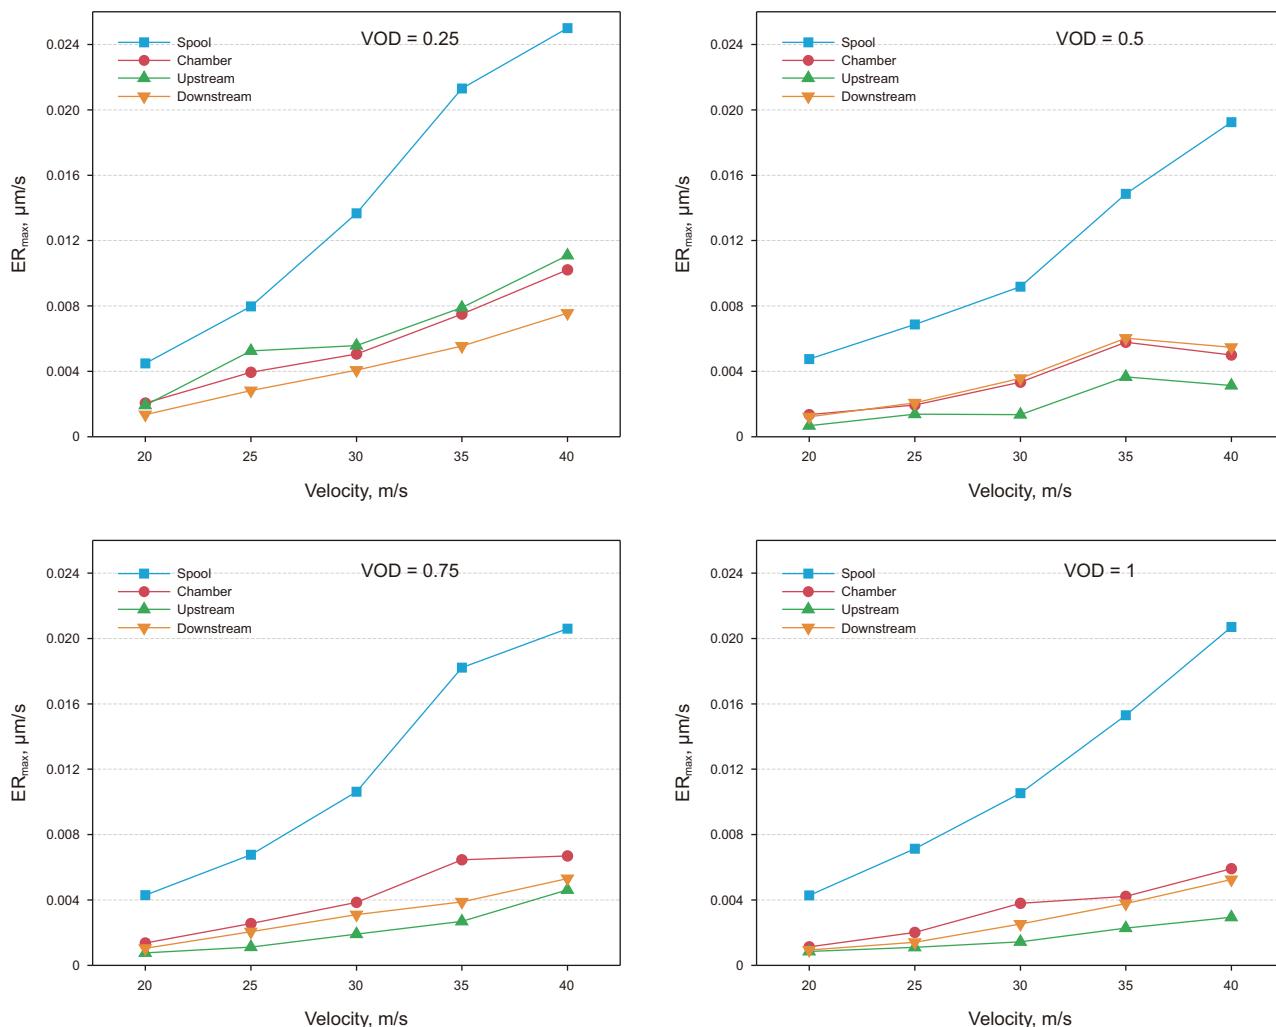 VOD = 0.25
Spool
Chamber
Upstream
Downstream
0.024
0.020
0.016
0.012
0.008
0.004
0
ERmax, μm/s
20 25 30 35 40
Velocity, m/s
VOD = 0.5
Spool
Chamber
Upstream
Downstream
0.024
0.020
0.016
0.012
0.008
0.004
0
ERmax, μm/s
20 25 30 35 40
Velocity, m/s
VOD = 0.75
Spool
Chamber
Upstream
Downstream
0.024
0.020
0.016
0.012
0.008
0.004
0
ERmax, μm/s
20 25 30 35 40
Velocity, m/s
VOD = 1
Spool
Chamber
Upstream
Downstream
0.024
0.020
0.016
0.012
0.008
0.004
0
ERmax, μm/s
20 25 30 35 40
Velocity, m/s